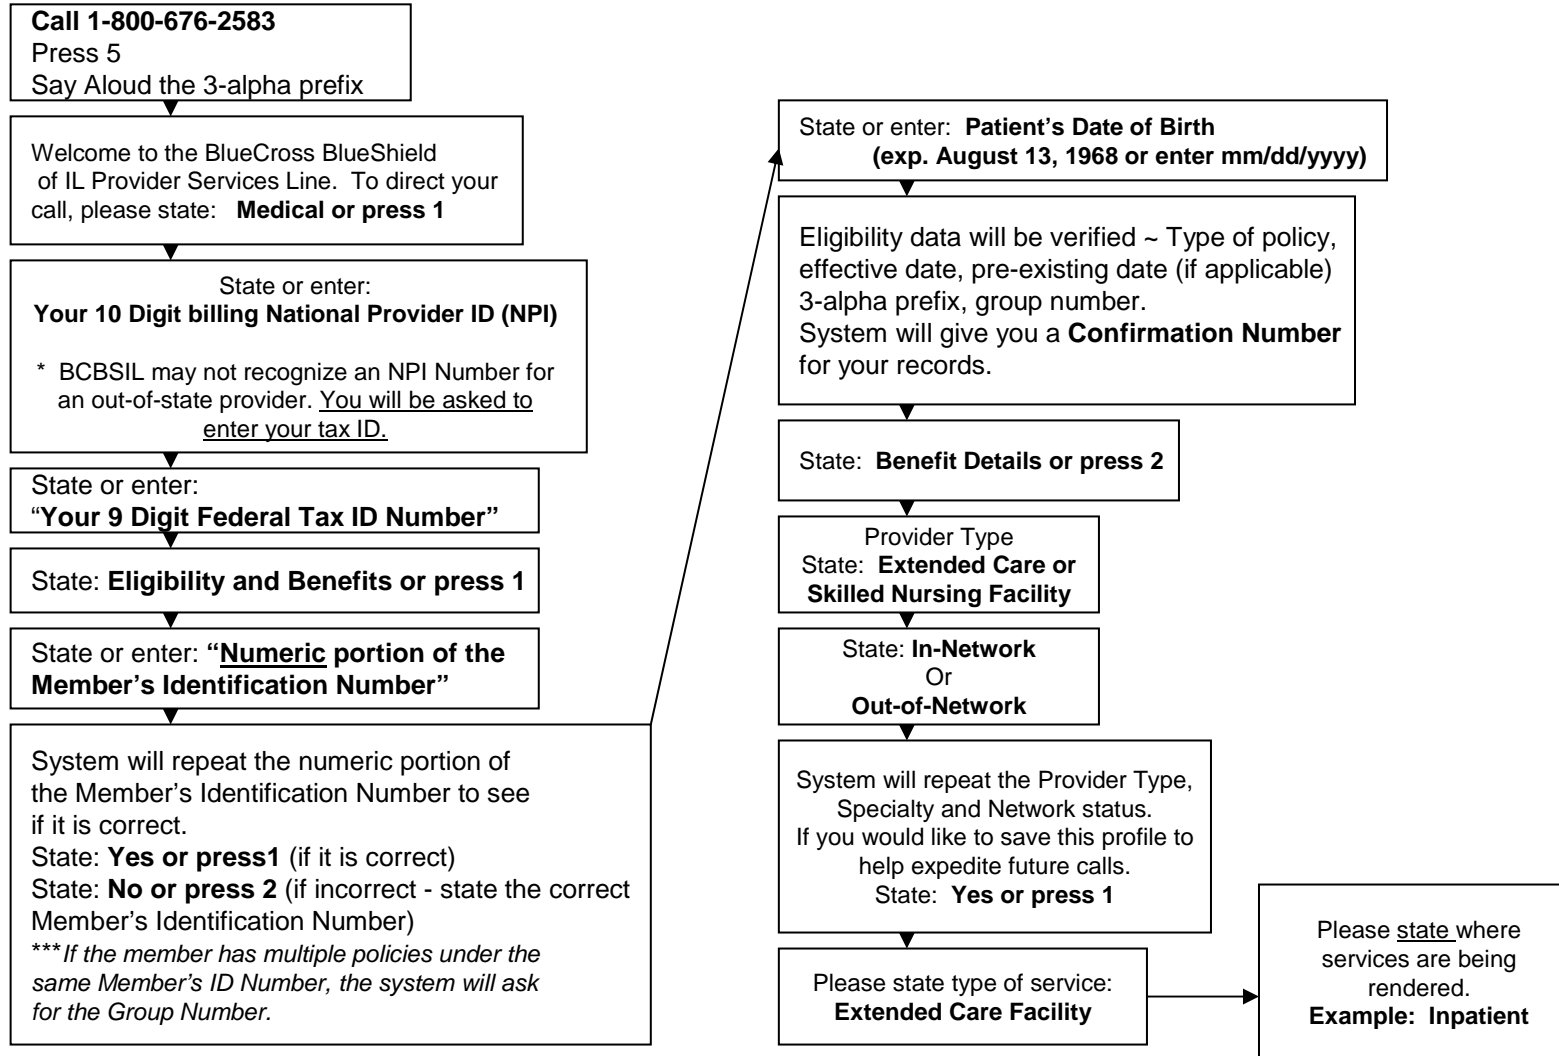 Call 1-800-676-2583
Press 5
Say Aloud the 3-alpha prefix
Welcome to the BlueCross BlueShield
of IL Provider Services Line. To direct your
call, please state: Medical or press 1
State or enter:
Your 10 Digit billing National Provider ID (NPI)
* BCBSIL may not recognize an NPI Number for
an out-of-state provider. You will be asked to
enter your tax ID.
State or enter:
“Your 9 Digit Federal Tax ID Number”
State: Eligibility and Benefits or press 1
State or enter: “Numeric portion of the
Member’s Identification Number”
System will repeat the numeric portion of
the Member’s Identification Number to see
if it is correct.
State: Yes or press1 (if it is correct)
State: No or press 2 (if incorrect - state the correct
Member’s Identification Number)
***If the member has multiple policies under the
same Member’s ID Number, the system will ask
for the Group Number.
State or enter: Patient’s Date of Birth
(exp. August 13, 1968 or enter mm/dd/yyyy)
Eligibility data will be verified ~ Type of policy,
effective date, pre-existing date (if applicable)
3-alpha prefix, group number.
System will give you a Confirmation Number
for your records.
State: Benefit Details or press 2
Provider Type
State: Extended Care or
Skilled Nursing Facility
State: In-Network
Or
Out-of-Network
System will repeat the Provider Type,
Specialty and Network status.
If you would like to save this profile to
help expedite future calls.
State: Yes or press 1
Please state type of service:
Extended Care Facility
Please state where
services are being
rendered.
Example: Inpatient